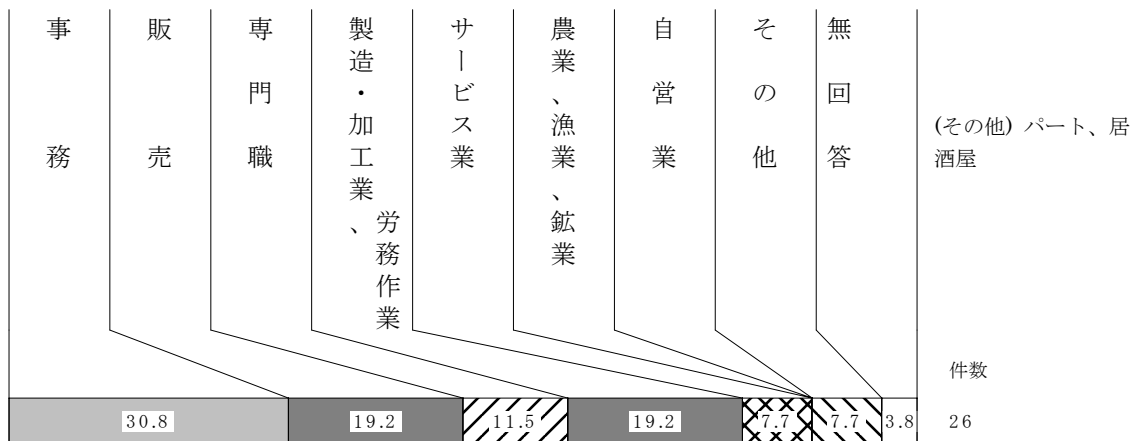 事務
販売
専門職
製造・加工業、労務作業
サービス業
農業、漁業、鉱業
自営業
その他
無回答
(その他) パート、居
酒屋
件数
30.8
19.2
11.5
19.2
7.7
7.7
3.8
26